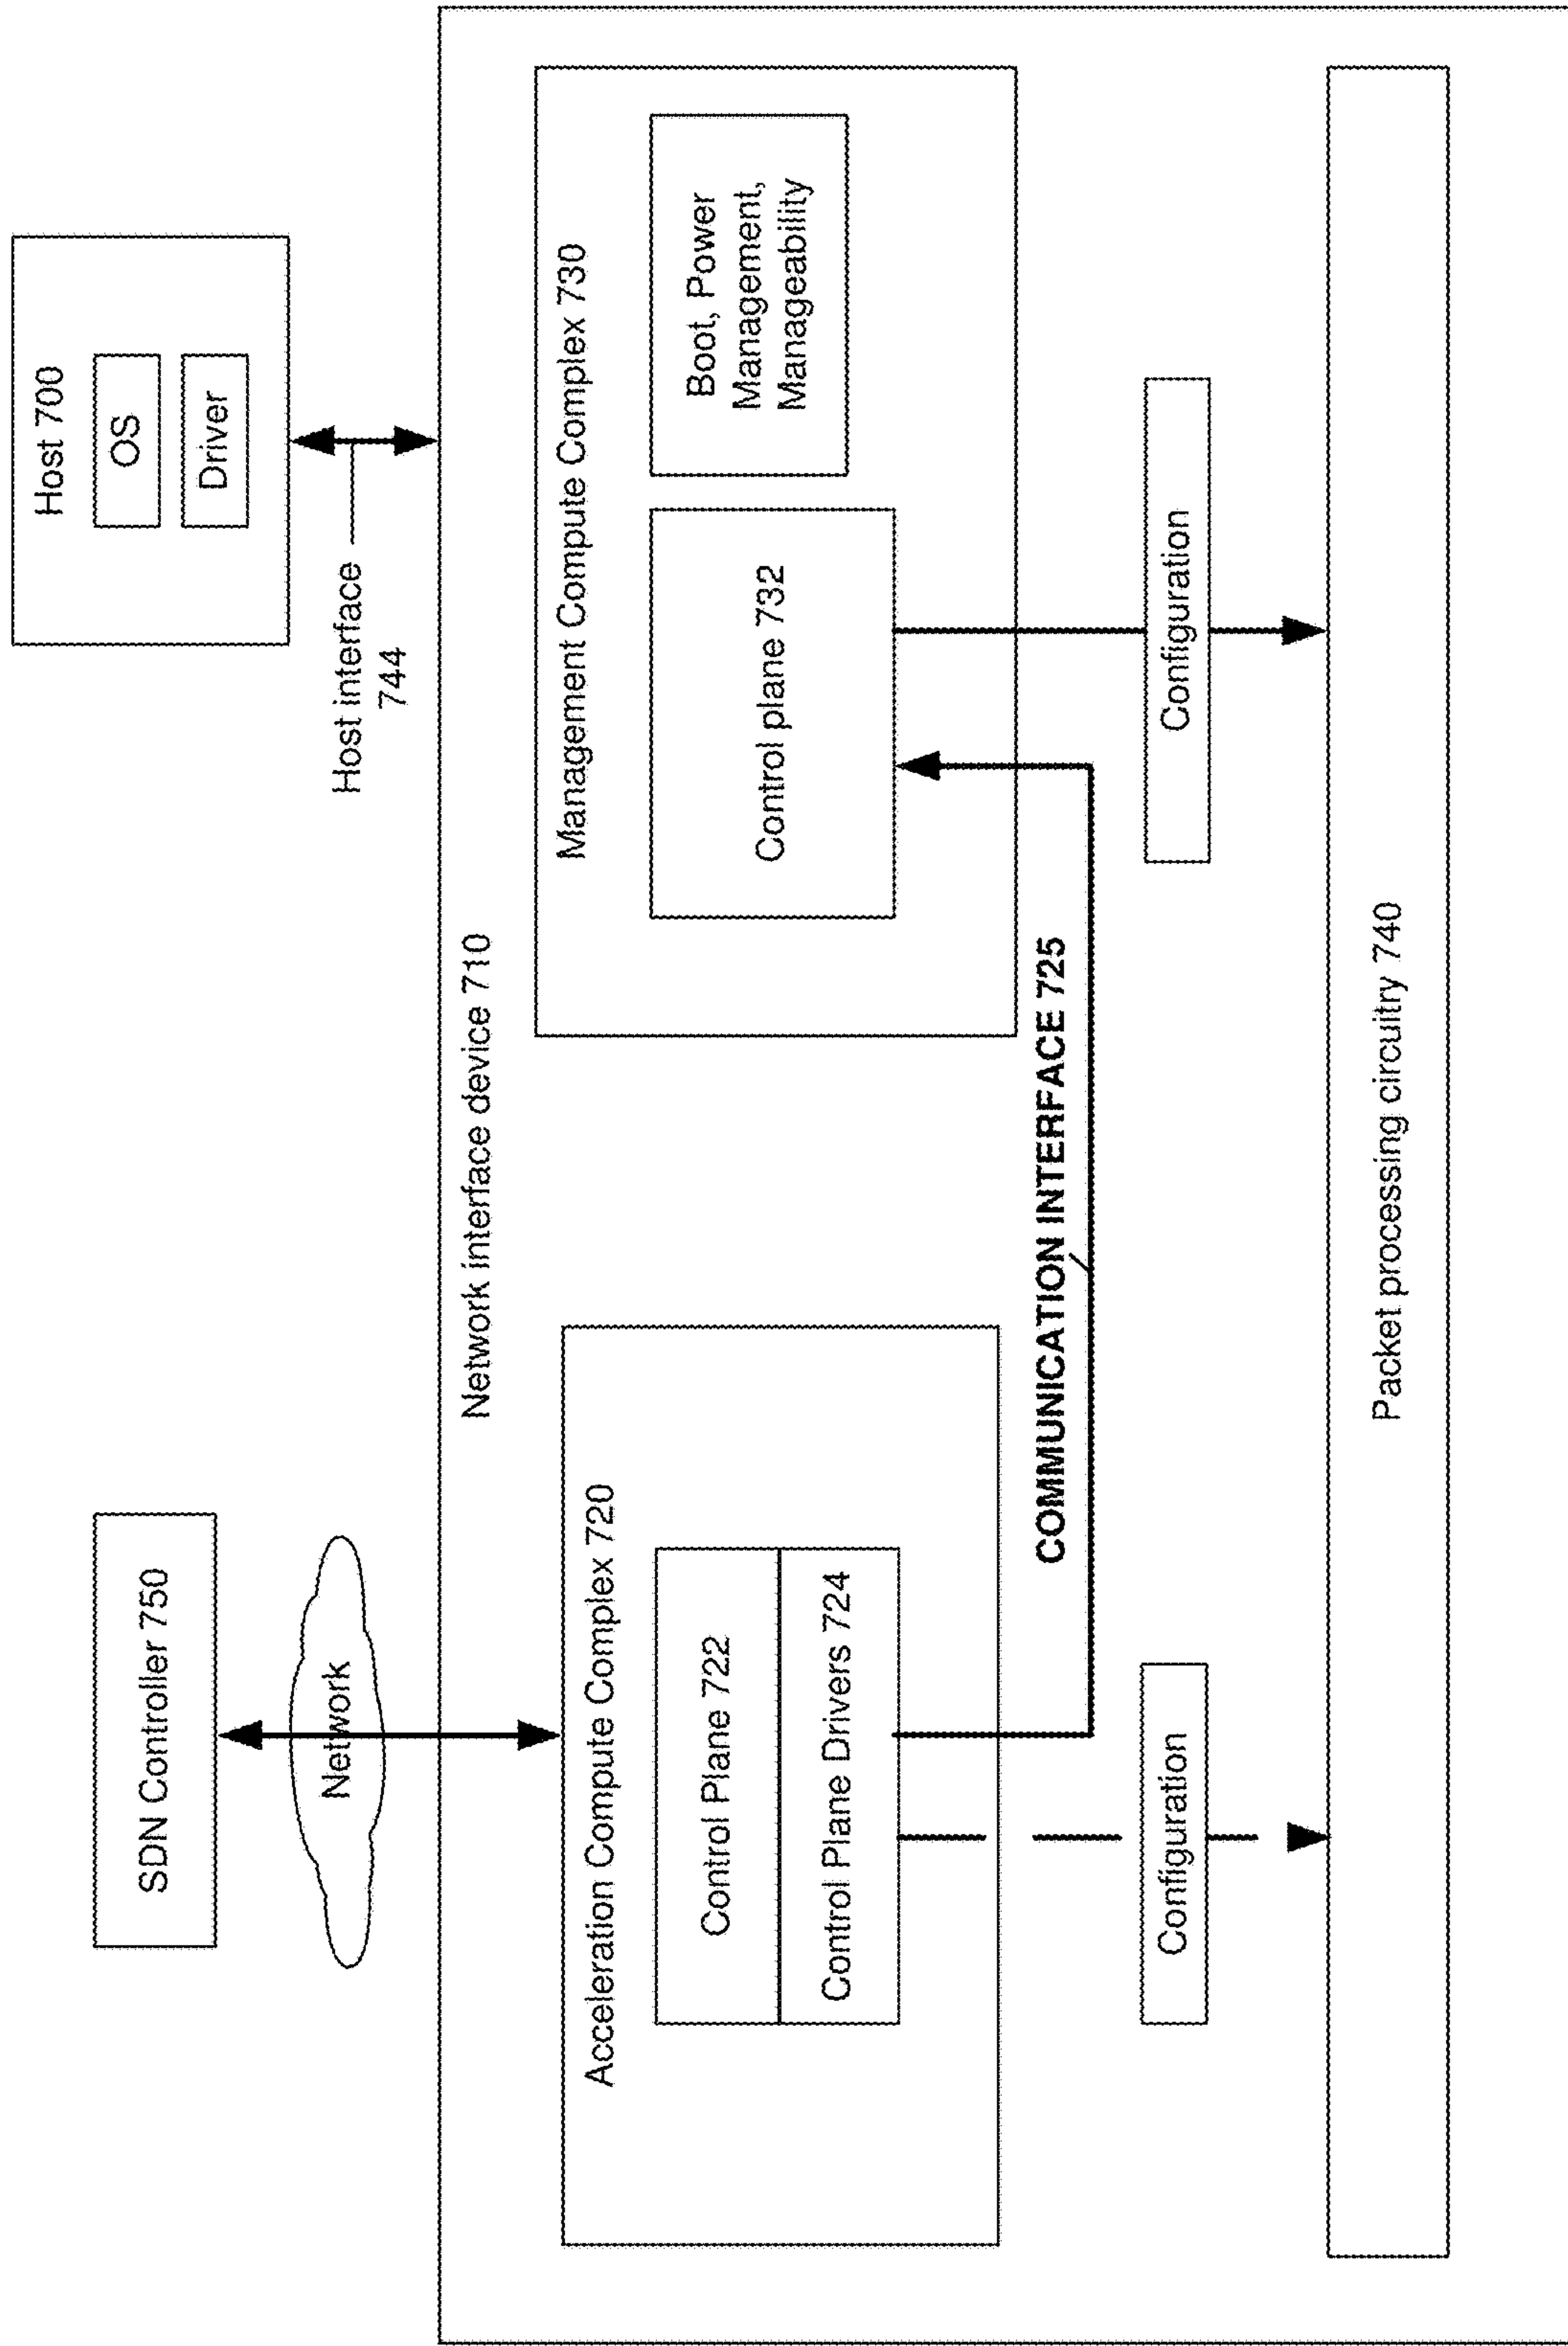 SDN Controller 750
Network
Host 700
OS
Driver
Host interface
744
Network interface device 710
Acceleration Compute Complex 720
Control Plane 722
Control Plane Drivers 724
Management Compute Complex 730
Control plane 732
Boot, Power
Management,
Manageability
COMMUNICATION INTERFACE 725
Configuration
Configuration
Packet processing circuitry 740